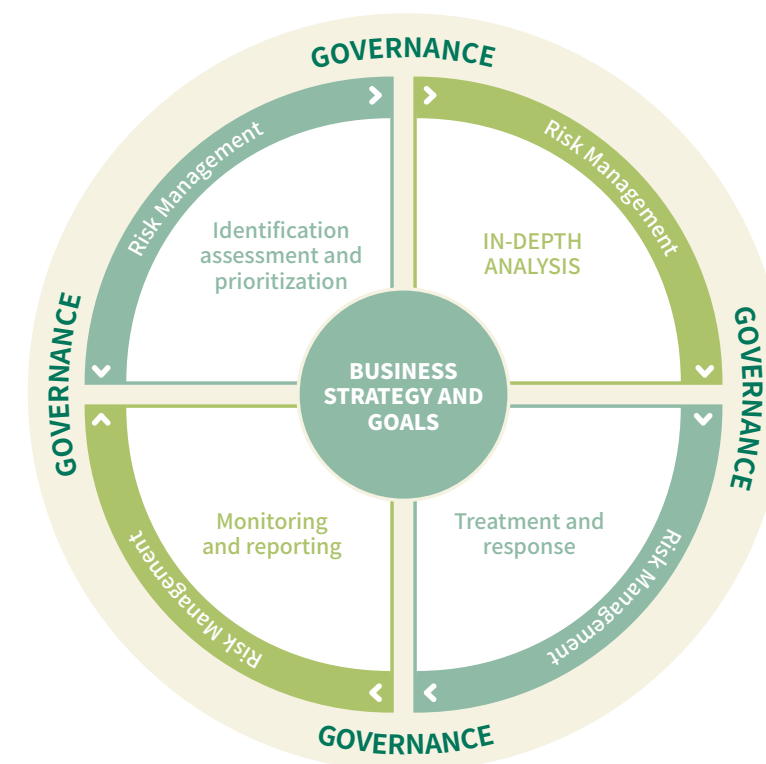 GOVERNANCE
Risk Management
Risk Management
Identification
assessment and
prioritization
IN-DEPTH
ANALYSIS
GOVERNANCE
GOVERNANCE
BUSINESS
STRATEGY AND
GOALS
Monitoring
and reporting
Treatment and
response
Risk Management
Risk Management
GOVERNANCE